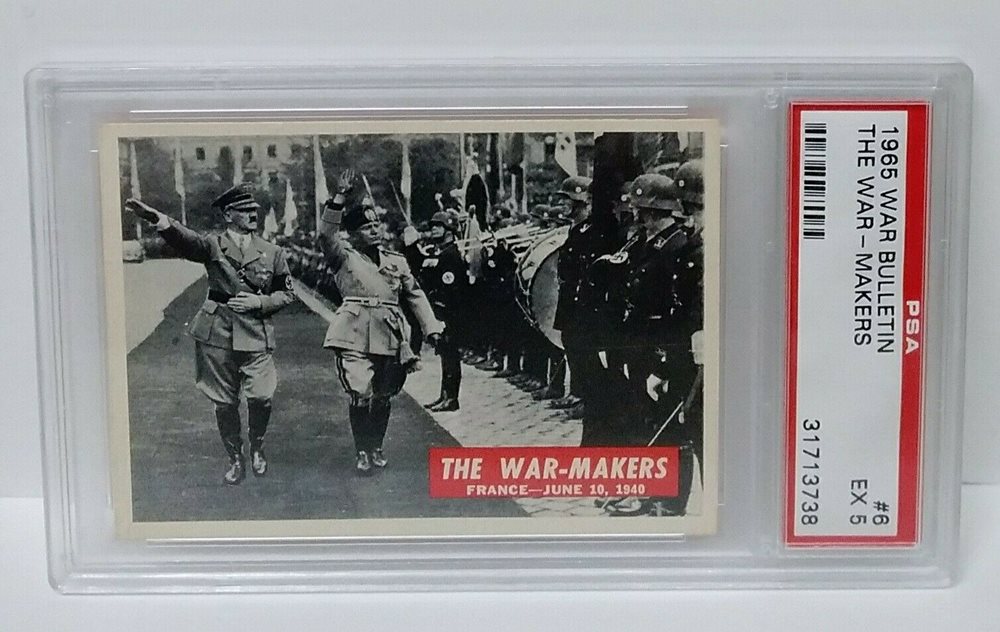 THE WAR-MAKERS
FRANCE—JUNE 10, 1940
PSA
1965 WAR BULLETIN
THE WAR-MAKERS
#6
EX 5
31713738